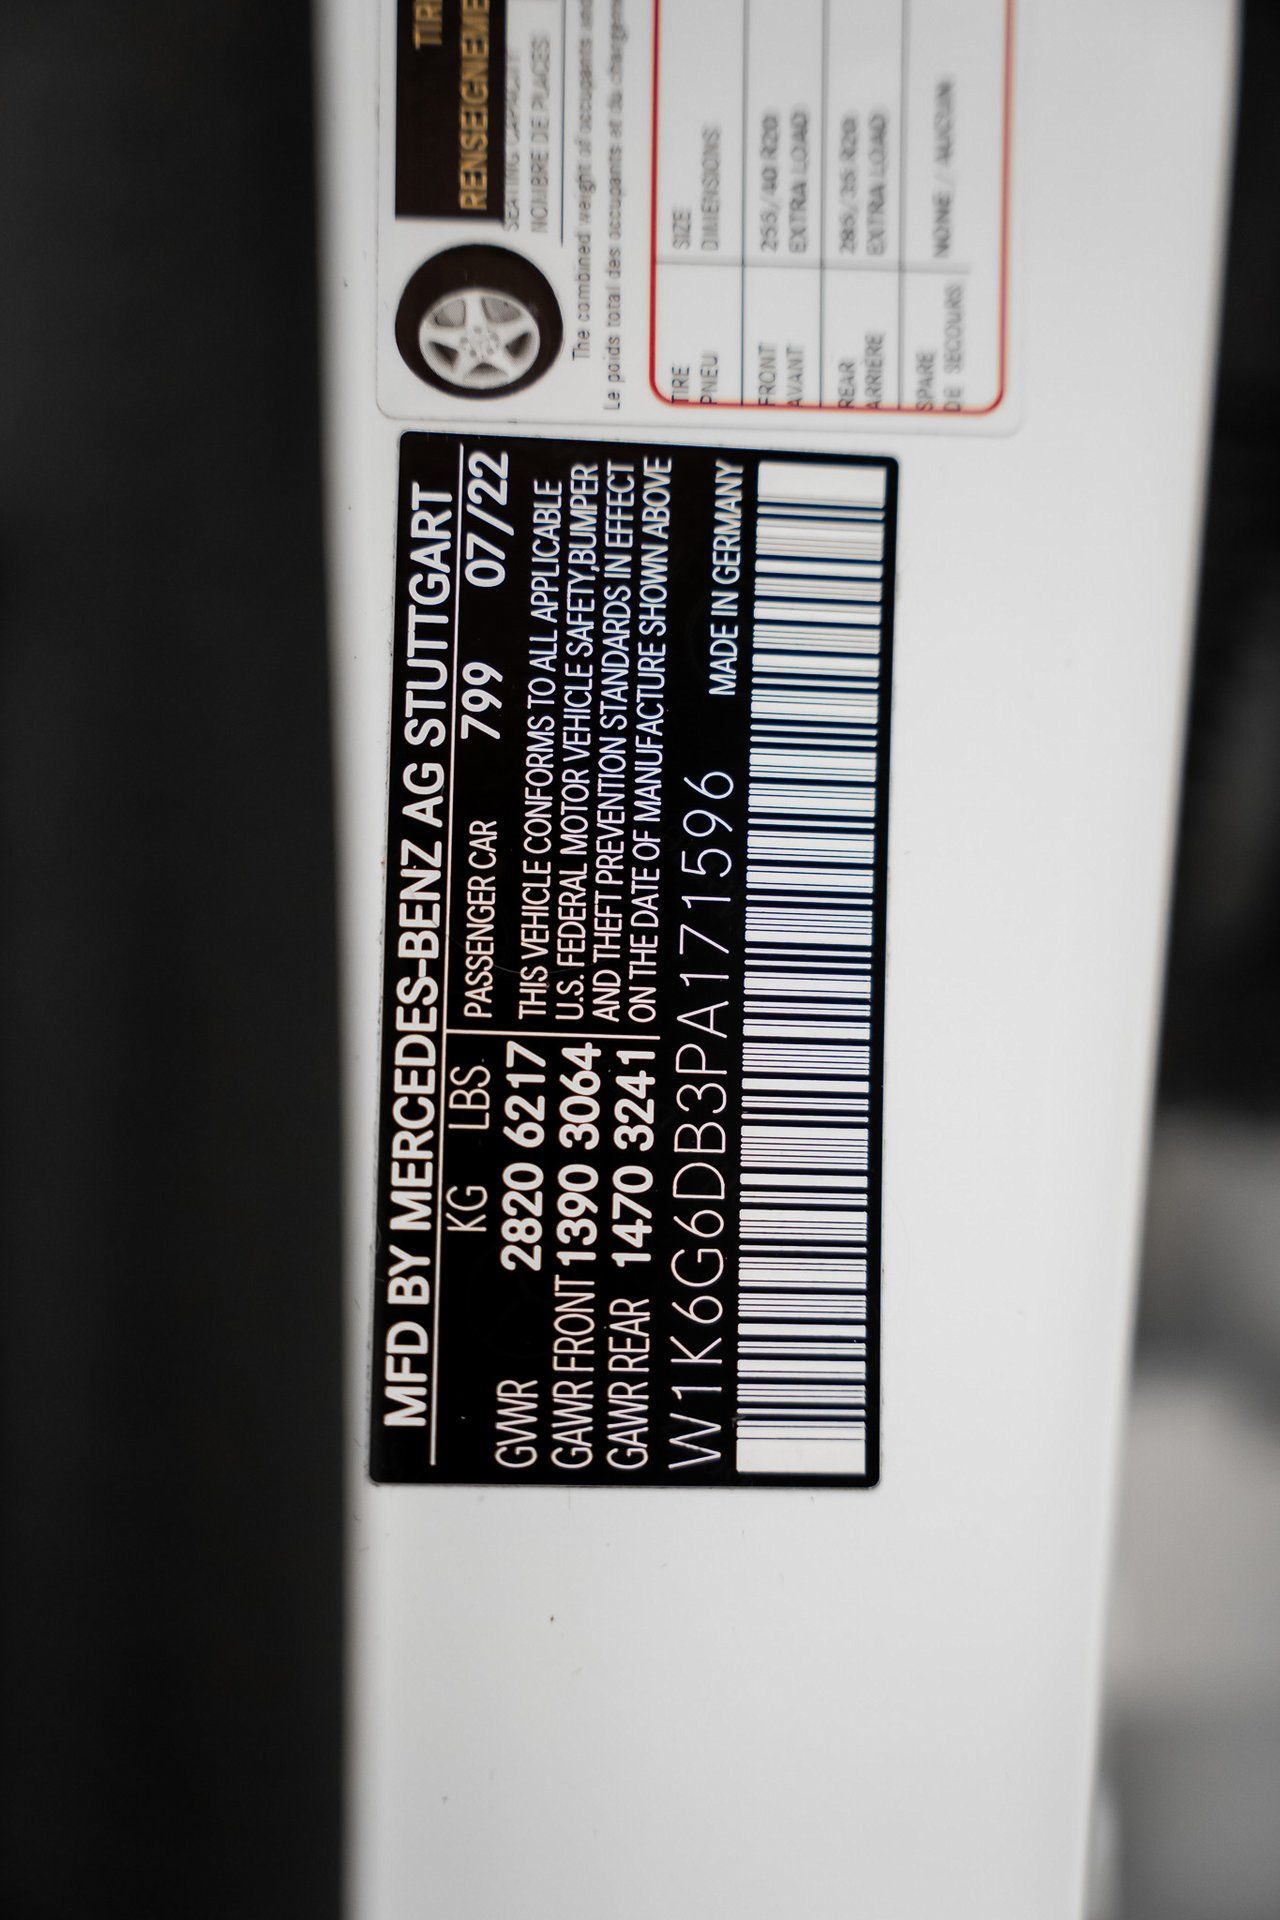 TIR
RENSEIGNEME
SEATING CAPACITY
NOMBRE DE PLACES
The combined weight of occupants and
Le poids total des occupants et du chargem
TIRE SIZE
PNEU DIMENSIONS
FRONT 255/40 R20
AVANT EXTRA LOAD
REAR 285/35 R20
ARRIÈRE EXTRA LOAD
SPARE NONE / AUCUN
DE SECOURS
MFD BY MERCEDES-BENZ AG STUTTGART
KG LBS PASSENGER CAR 799 07/22
GVWR 2820 6217 THIS VEHICLE CONFORMS TO ALL APPLICABLE
GAWR FRONT 1390 3064 U.S. FEDERAL MOTOR VEHICLE SAFETY,BUMPER
AND THEFT PREVENTION STANDARDS IN EFFECT
GAWR REAR 1470 3241 ON THE DATE OF MANUFACTURE SHOWN ABOVE
W1K6G6DB3PA171596 MADE IN GERMANY